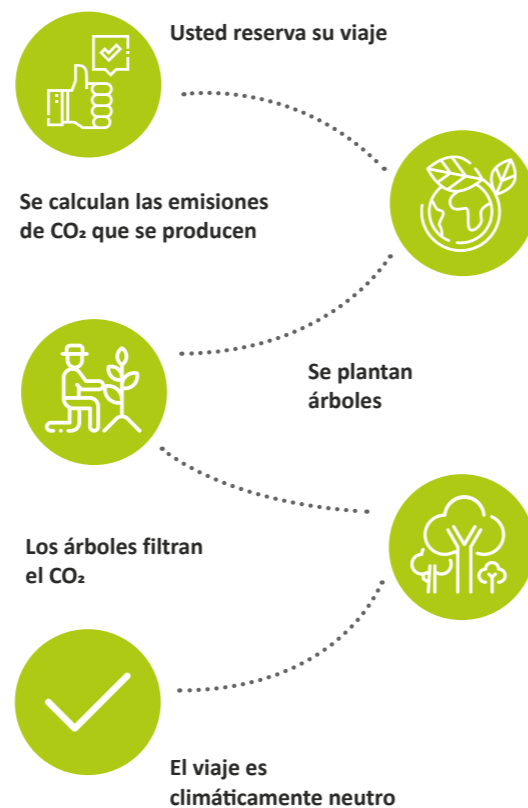 Usted reserva su viaje
Se calculan las emisiones
de CO₂ que se producen
Se plantan
árboles
Los árboles filtran
el CO₂
El viaje es
climáticamente neutro